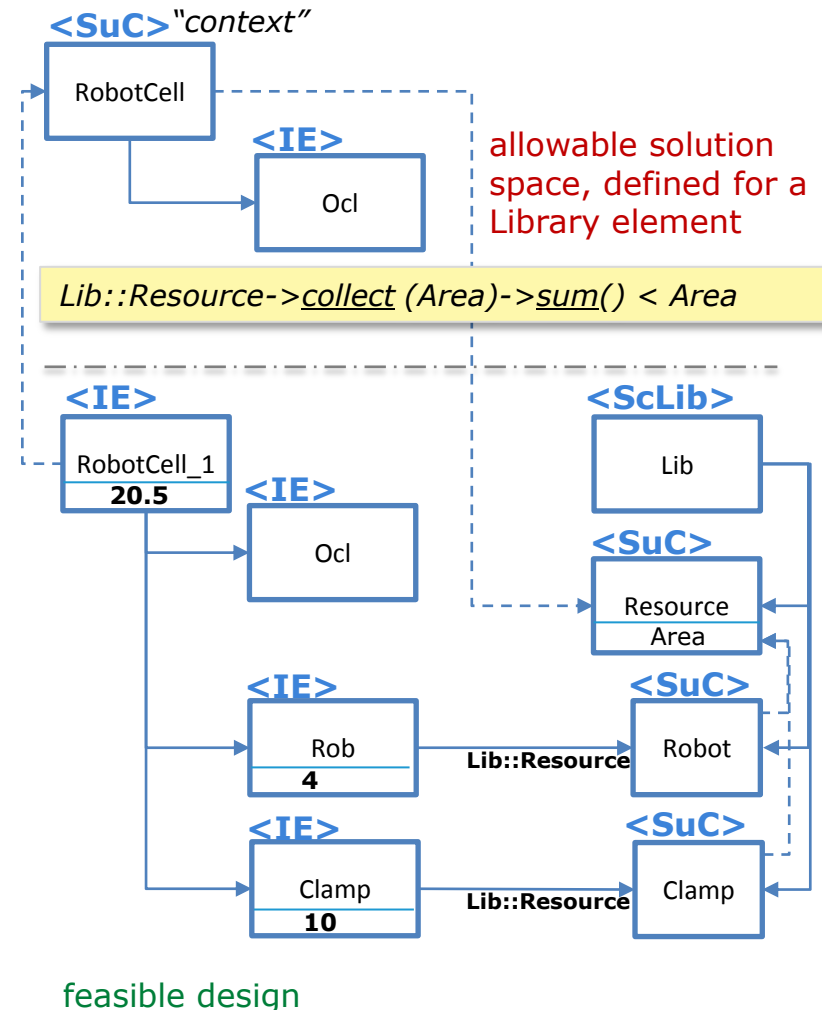 <SuC> “context”
RobotCell
<IE>
Ocl
allowable solution
space, defined for a
Library element
Lib::Resource->collect (Area)->sum() < Area
<IE>
<ScLib>
RobotCell_1
20.5
Lib
<IE>
Ocl
<SuC>
Resource
Area
<IE>
<SuC>
Rob
4
Lib::Resource
Robot
<IE>
<SuC>
Clamp
10
Lib::Resource
Clamp
feasible design